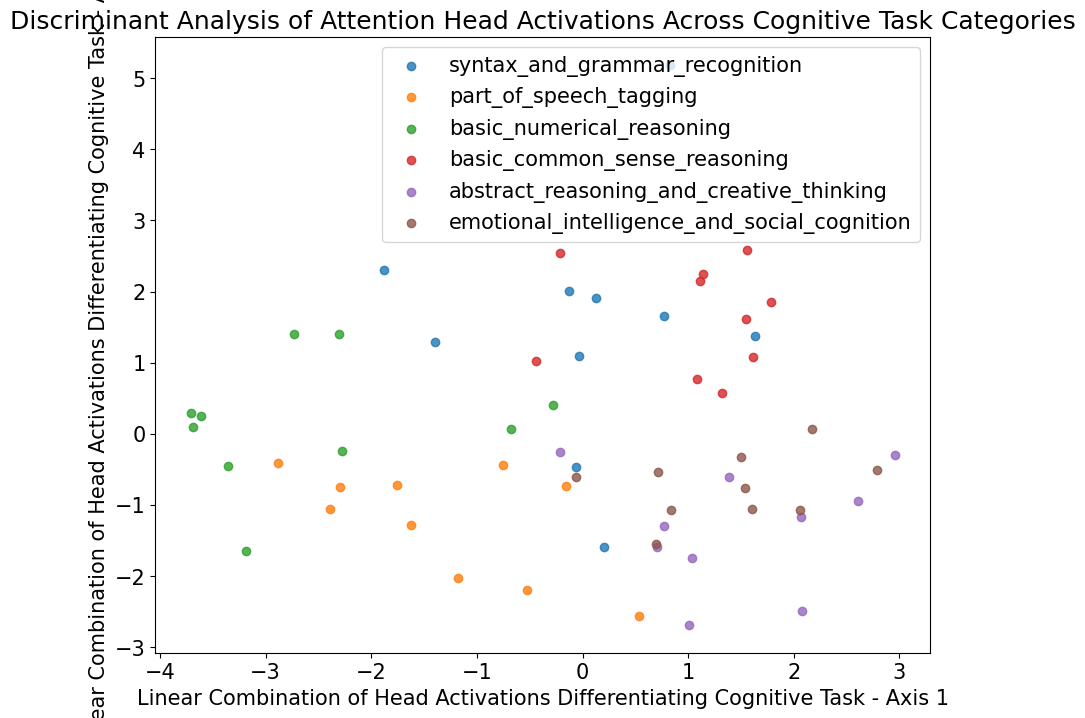 Discriminant Analysis of Attention Head Activations Across Cognitive Task Categories
Combination of Head Activations Differentiating Cognitive Task
5
4
3
2
1
0
−1
−2
−3
syntax_and_grammar_recognition
part_of_speech_tagging
basic_numerical_reasoning
basic_common_sense_reasoning
abstract_reasoning_and_creative_thinking
emotional_intelligence_and_social_cognition
−4
−3
−2
−1
0
1
2
3
Linear Combination of Head Activations Differentiating Cognitive Task - Axis 1